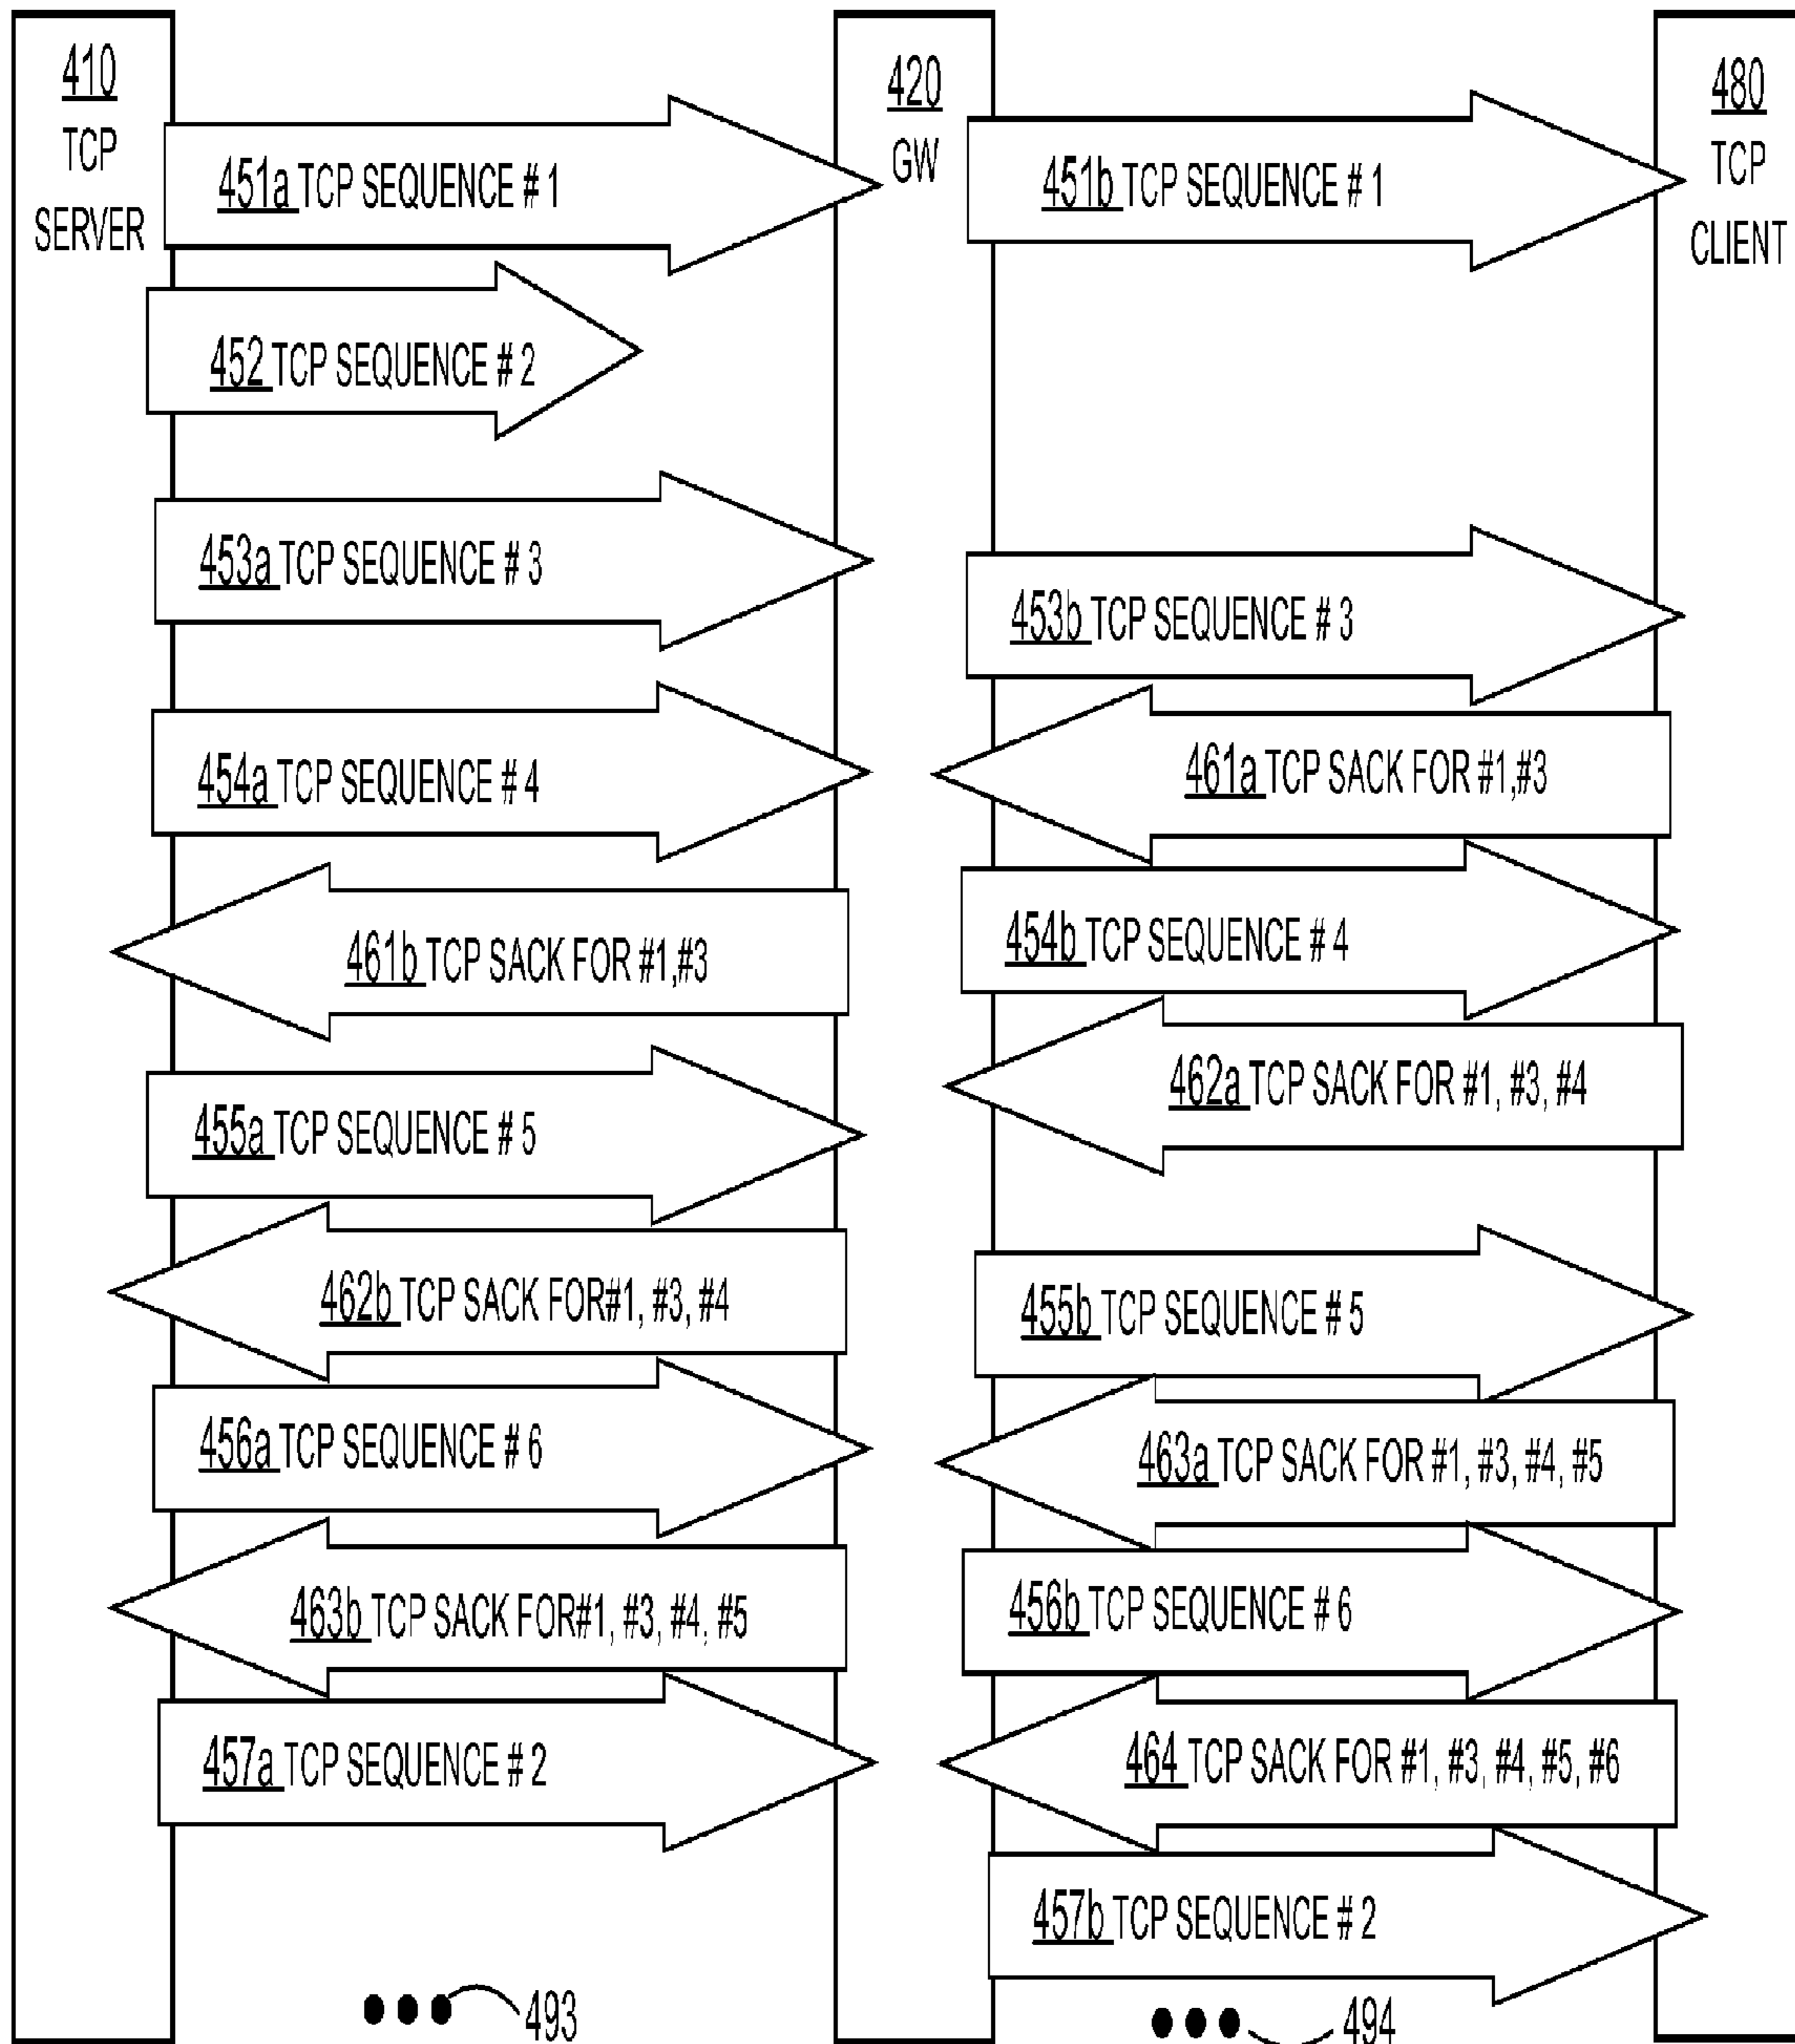 410
TCP
SERVER
420
GW
480
TCP
CLIENT
451a TCP SEQUENCE # 1
451b TCP SEQUENCE # 1
452 TCP SEQUENCE # 2
453a TCP SEQUENCE # 3
453b TCP SEQUENCE # 3
454a TCP SEQUENCE # 4
461a TCP SACK FOR #1,#3
461b TCP SACK FOR #1,#3
454b TCP SEQUENCE # 4
462a TCP SACK FOR #1, #3, #4
455a TCP SEQUENCE # 5
462b TCP SACK FOR#1, #3, #4
455b TCP SEQUENCE # 5
456a TCP SEQUENCE # 6
463a TCP SACK FOR #1, #3, #4, #5
463b TCP SACK FOR#1, #3, #4, #5
456b TCP SEQUENCE # 6
457a TCP SEQUENCE # 2
464 TCP SACK FOR #1, #3, #4, #5, #6
457b TCP SEQUENCE # 2
493
494